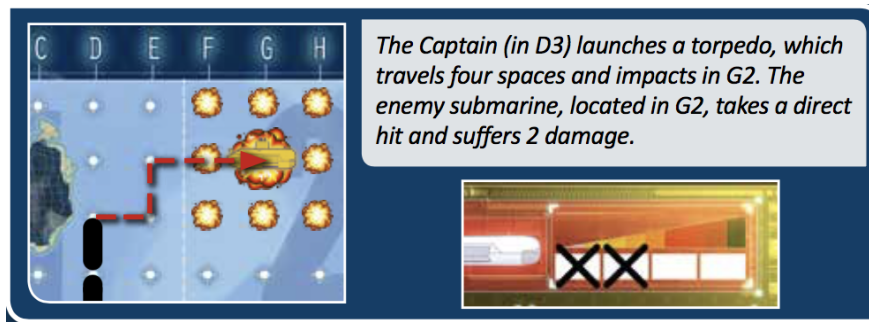 C D E F G H
The Captain (in D3) launches a torpedo, which
travels four spaces and impacts in G2. The
enemy submarine, located in G2, takes a direct
hit and suffers 2 damage.